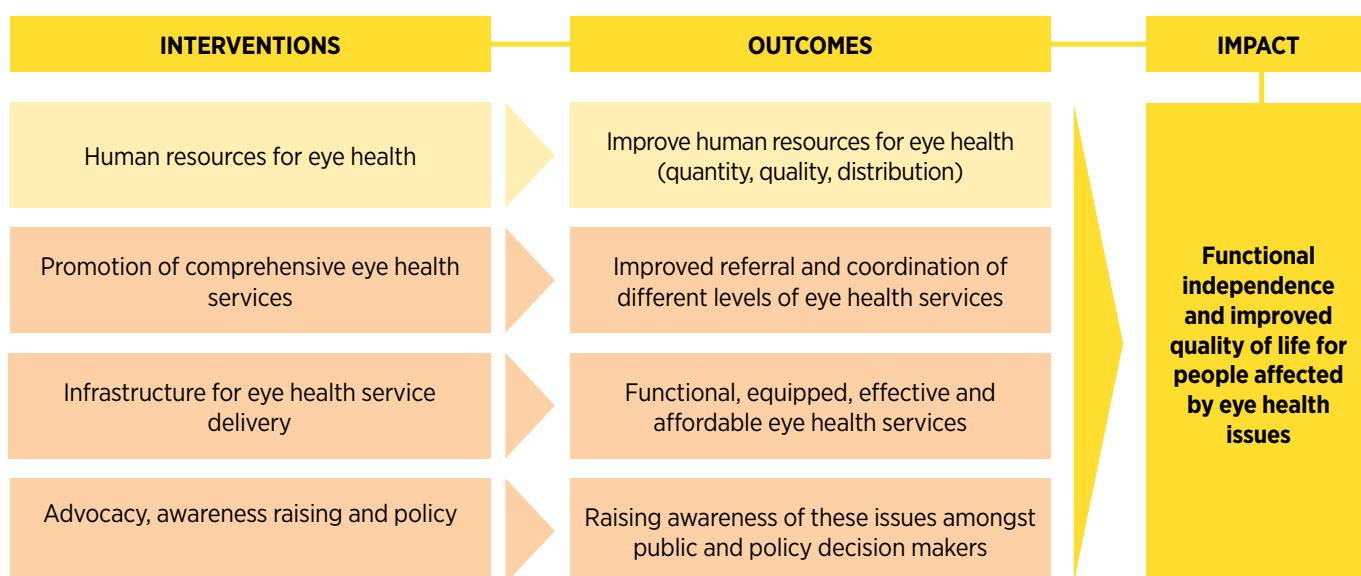 INTERVENTIONS
OUTCOMES
IMPACT
Human resources for eye health
Improve human resources for eye health
(quantity, quality, distribution)
Promotion of comprehensive eye health
services
Improved referral and coordination of
different levels of eye health services
Infrastructure for eye health service
delivery
Functional, equipped, effective and
affordable eye health services
Advocacy, awareness raising and policy
Raising awareness of these issues amongst
public and policy decision makers
Functional
independence
and improved
quality of life for
people affected
by eye health
issues